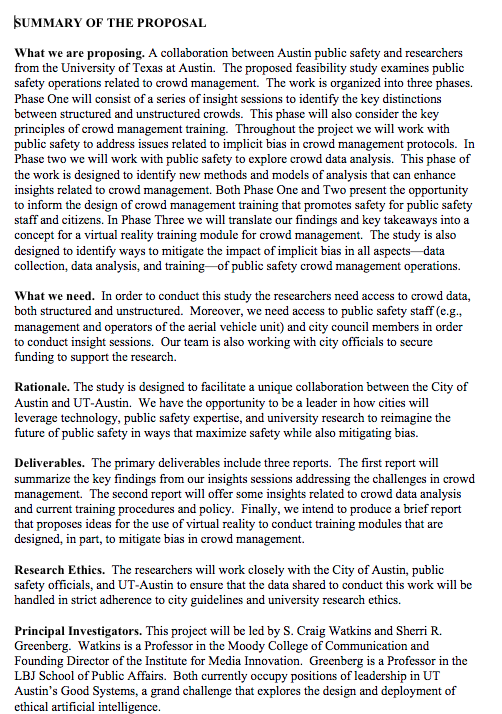 SUMMARY OF THE PROPOSAL
What we are proposing. A collaboration between Austin public safety and researchers
from the University of Texas at Austin. The proposed feasibility study examines public
safety operations related to crowd management. The work is organized into three phases.
Phase One will consist of a series of insight sessions to identify the key distinctions
between structured and unstructured crowds. This phase will also consider the key
principles of crowd management training. Throughout the project we will work with
public safety to address issues related to implicit bias in crowd management protocols. In
Phase two we will work with public safety to explore crowd data analysis. This phase of
the work is designed to identify new methods and models of analysis that can enhance
insights related to crowd management. Both Phase One and Two present the opportunity
to inform the design of crowd management training that promotes safety for public safety
staff and citizens. In Phase Three we will translate our findings and key takeaways into a
concept for a virtual reality training module for crowd management. The study is also
designed to identify ways to mitigate the impact of implicit bias in all aspects—data
collection, data analysis, and training—of public safety crowd management operations.
What we need. In order to conduct this study the researchers need access to crowd data,
both structured and unstructured. Moreover, we need access to public safety staff (e.g.,
management and operators of the aerial vehicle unit) and city council members in order
to conduct insight sessions. Our team is also working with city officials to secure
funding to support the research.
Rationale. The study is designed to facilitate a unique collaboration between the City of
Austin and UT-Austin. We have the opportunity to be a leader in how cities will
leverage technology, public safety expertise, and university research to reimagine the
future of public safety in ways that maximize safety while also mitigating bias.
Deliverables. The primary deliverables include three reports. The first report will
summarize the key findings from our insights sessions addressing the challenges in crowd
management. The second report will offer some insights related to crowd data analysis
and current training procedures and policy. Finally, we intend to produce a brief report
that proposes ideas for the use of virtual reality to conduct training modules that are
designed, in part, to mitigate bias in crowd management.
Research Ethics. The researchers will work closely with the City of Austin, public
safety officials, and UT-Austin to ensure that the data shared to conduct this work will be
handled in strict adherence to city guidelines and university research ethics.
Principal Investigators. This project will be led by S. Craig Watkins and Sherri R.
Greenberg. Watkins is a Professor in the Moody College of Communication and
Founding Director of the Institute for Media Innovation. Greenberg is a Professor in the
LBJ School of Public Affairs. Both currently occupy positions of leadership in UT
Austin's Good Systems, a grand challenge that explores the design and deployment of
ethical artificial intelligence.